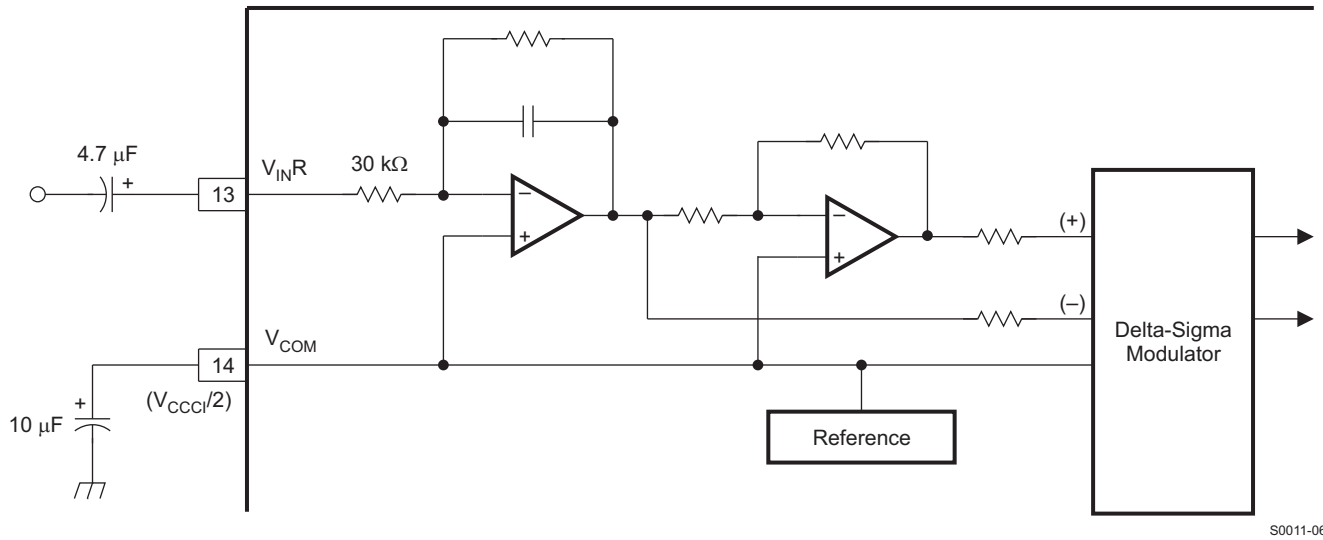 4.7 μF
+
13
V_INR
30 kΩ
−
+
−
+
(+)
(–)
Delta-Sigma
Modulator
V_COM
14
(V_CCCI/2)
+
10 μF
Reference
S0011-06